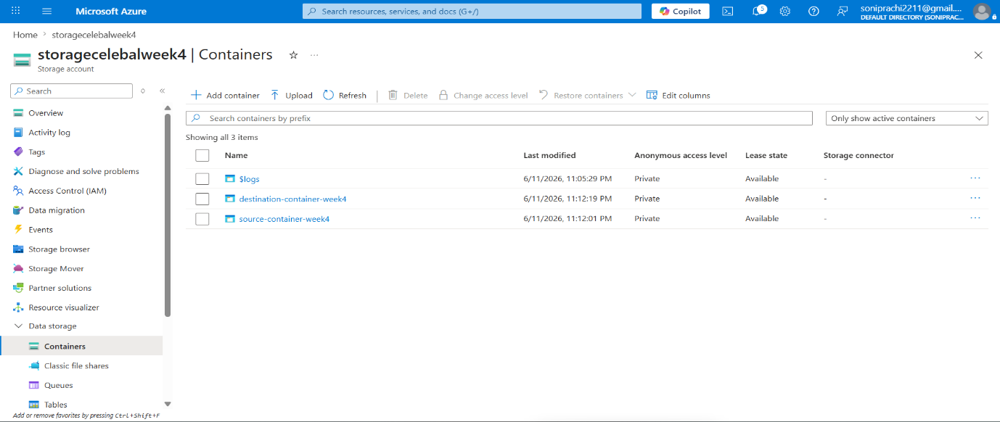 Microsoft Azure
Search resources, services, and docs (G+/)
Copilot
5
soniprachi2211@gmail....
DEFAULT DIRECTORY (SONIPRAC...
Home > storagecelebalweek4
storagecelebalweek4 | Containers
Storage account
Search
Add container
Upload
Refresh
Delete
Change access level
Restore containers
Edit columns
Search containers by prefix
Only show active containers
Showing all 3 items
Name Last modified Anonymous access level Lease state Storage connector
$logs 6/11/2026, 11:05:29 PM Private Available -
destination-container-week4 6/11/2026, 11:12:19 PM Private Available -
source-container-week4 6/11/2026, 11:12:01 PM Private Available -
Overview
Activity log
Tags
Diagnose and solve problems
Access Control (IAM)
Data migration
Events
Storage browser
Storage Mover
Partner solutions
Resource visualizer
Data storage
Containers
Classic file shares
Queues
Tables
Add or remove favorites by pressing Ctrl+Shift+F